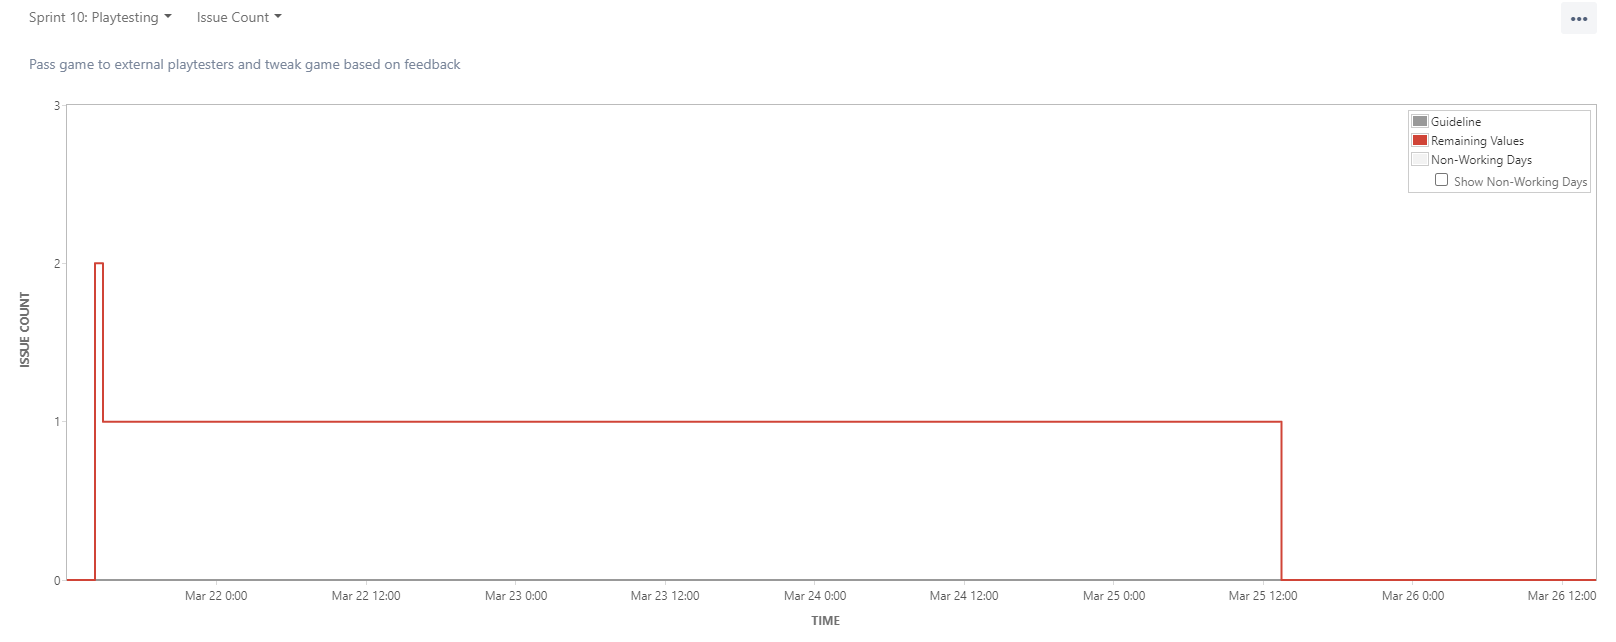 Sprint 10: Playtesting Issue Count
Pass game to external playtesters and tweak game based on feedback
3
Guideline
Remaining Values
Non-Working Days
Show Non-Working Days
2
ISSUE COUNT
1
0
Mar 22 0:00 Mar 22 12:00 Mar 23 0:00 Mar 23 12:00 Mar 24 0:00 Mar 24 12:00 Mar 25 0:00 Mar 25 12:00 Mar 26 0:00 Mar 26 12:00
TIME